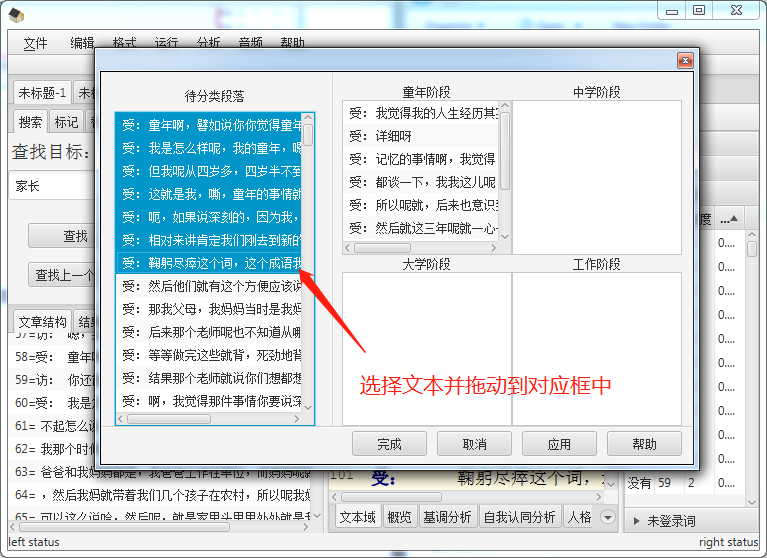 文件 编辑 格式 运行 分析 音频 帮助
未标题-1
搜索 标记
查找目标：
家长
查找
查找上一个
文章结构
58=受： 童年
59=访： 你还
60=受： 我是
61= 不起怎么说
62= 我那个时
63= 爸爸和我妈妈都是，我爸爸工作在单位，而妈妈呢就
64= ，然后我妈就带着我们几个孩子在农村，所以呢我妈
65= 可以这么说哈，然后呢，就是家里头里里外外就是我
待分类段落
受：童年啊，譬如说你你觉得童年
受：我是怎么样呢，我的童年，嗯
受：但我呢从四岁多，四岁半不到
受：这就是我，嘶，童年的事情就
受：呃，如果说深刻的，因为我，
受：相对来讲肯定我们刚去到新的
受：鞠躬尽瘁这个词，这个成语我
受：然后他们就有这个方便应该说
受：那我父母，我妈妈当时是我妈
受：后来那个老师呢也不知道从哪
受：等等做完这些就背，死劲地背
受：结果那个老师就说你们想都想
受：啊，我觉得那件事情你要说深
童年阶段
受：我觉得我的人生经历其实
受：详细呀
受：记忆的事情啊，我觉得
受：都谈一下，我我这儿呢
受：所以呢就，后来也意识到
受：然后就这三年呢就一心一
中学阶段
大学阶段
工作阶段
选择文本并拖动到对应框中
完成 取消 应用 帮助
度 ...
0....
0....
0....
0....
0....
0....
0....
0....
0....
0....
没有 59 2 0....
101 受： 鞠躬尽瘁这个词，
文本域 概览 基调分析 自我认同分析 人格
未登录词
left status
right status